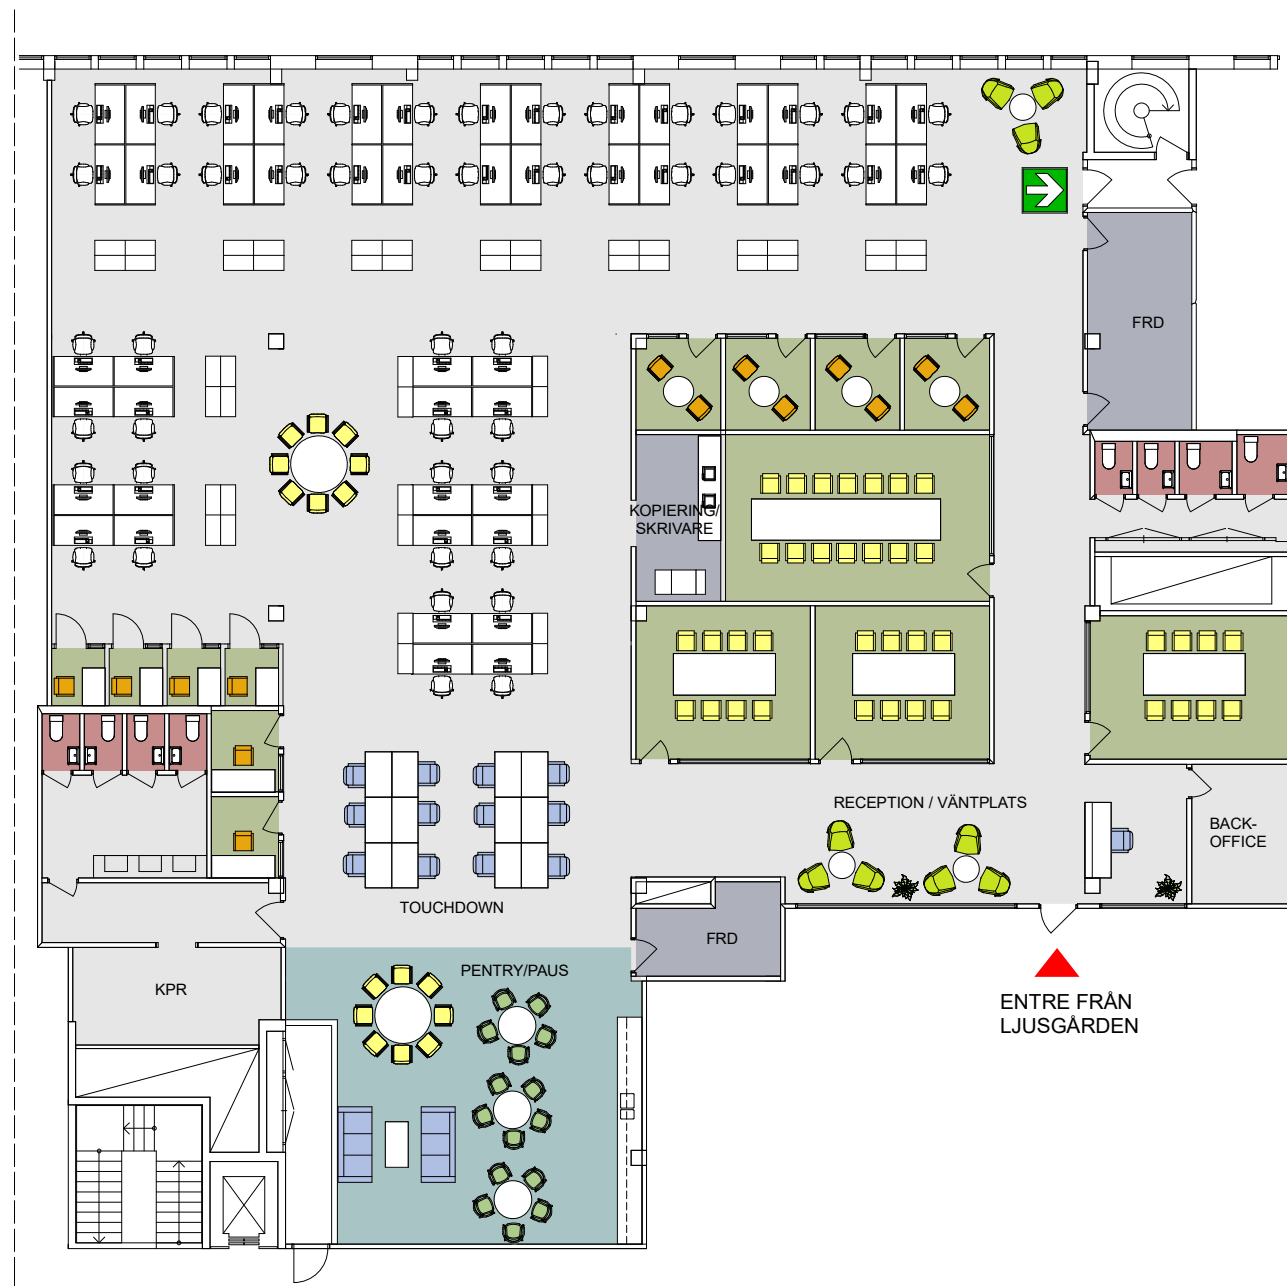 FRD
KOPIERING/
SKRIVARE
RECEPTION / VÄNTPLATS
BACK-
OFFICE
TOUCHDOWN
FRD
PENTRY/PAUS
KPR
ENTRE FRÅN
LJUSGÅRDEN